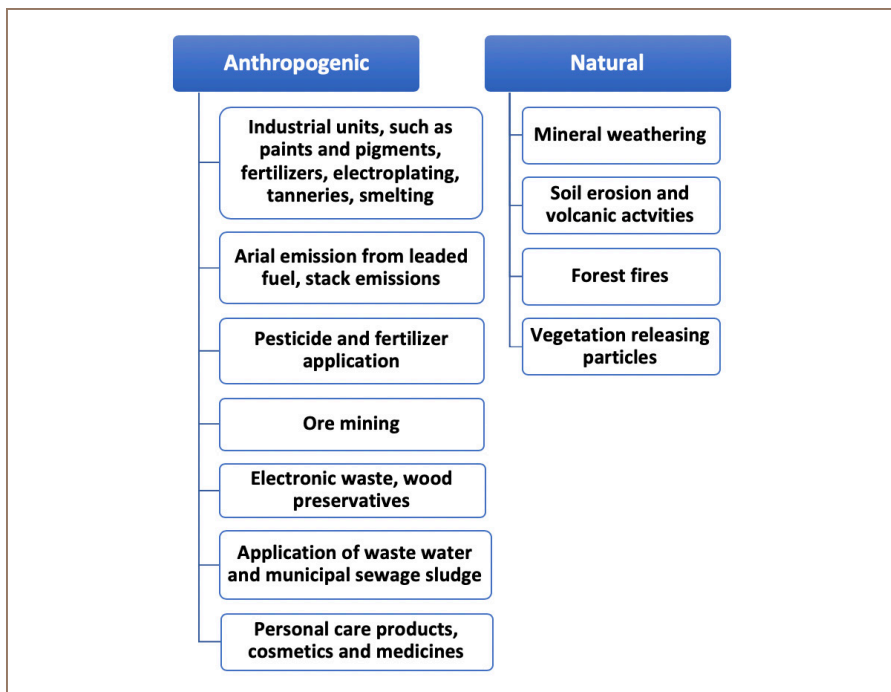 Anthropogenic
Industrial units, such as
paints and pigments,
fertilizers, electroplating,
tanneries, smelting
Arial emission from leaded
fuel, stack emissions
Pesticide and fertilizer
application
Ore mining
Electronic waste, wood
preservatives
Application of waste water
and municipal sewage sludge
Personal care products,
cosmetics and medicines
Natural
Mineral weathering
Soil erosion and
volcanic actvities
Forest fires
Vegetation releasing
particles